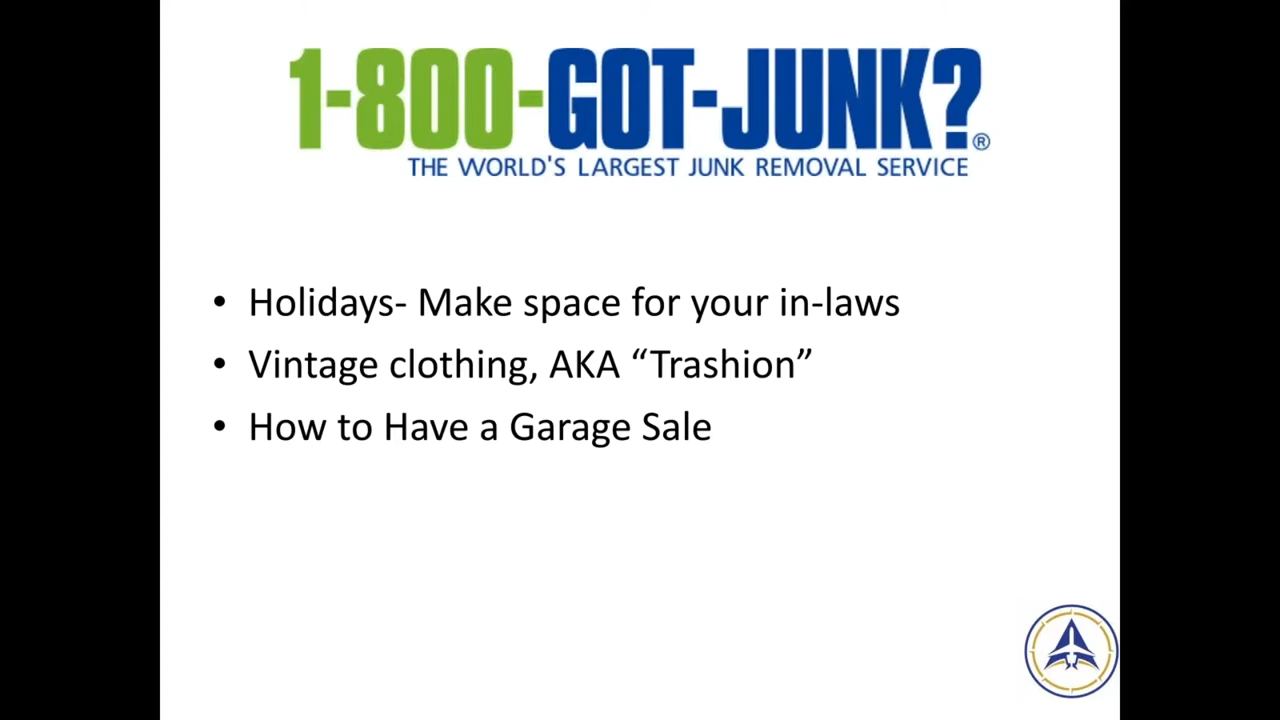 1-800-GOT-JUNK?®
THE WORLD'S LARGEST JUNK REMOVAL SERVICE
• Holidays- Make space for your in-laws
• Vintage clothing, AKA “Trashion”
• How to Have a Garage Sale